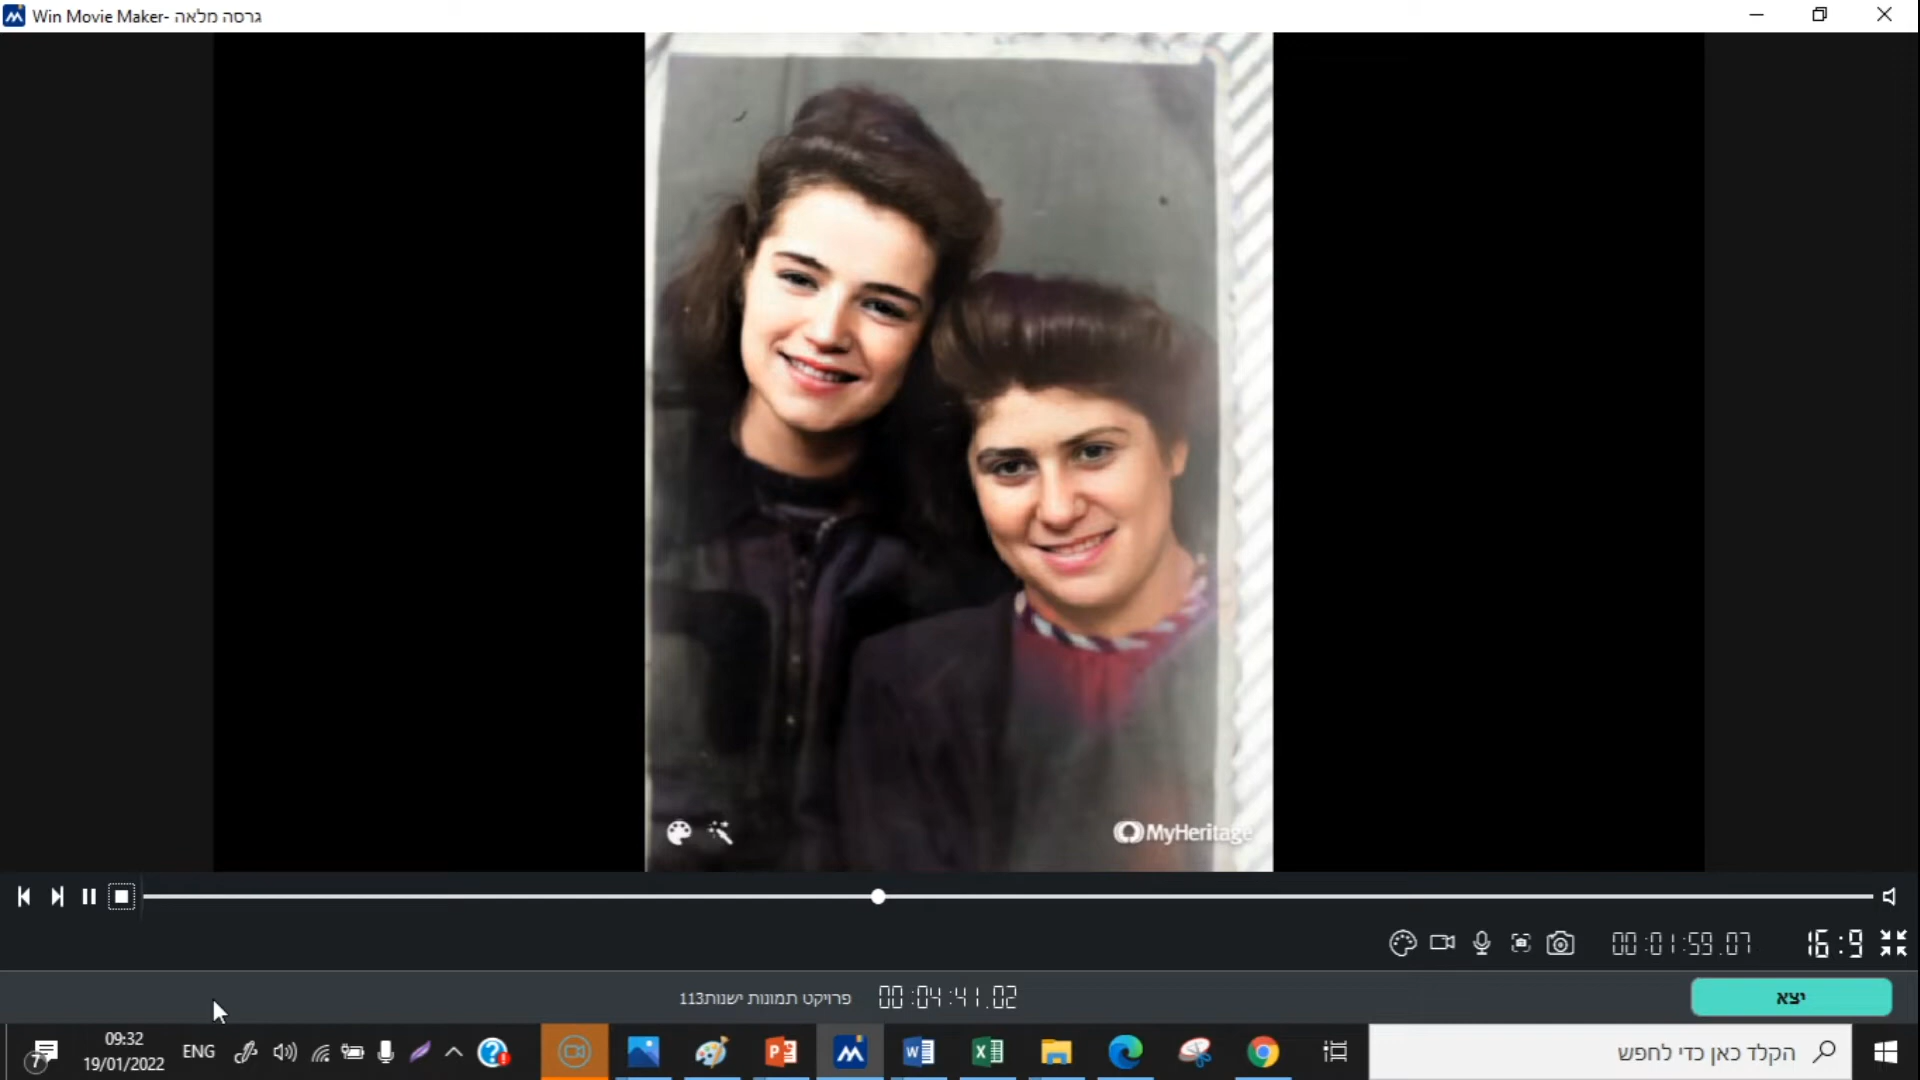 Win Movie Maker- גרסה מלאה
MyHeritage
00:01:59.07
16:9
פרויקט תמונות ישנות113
00:04:41.02
יצא
7
09:32
19/01/2022
ENG
הקלד כאן כדי לחפש